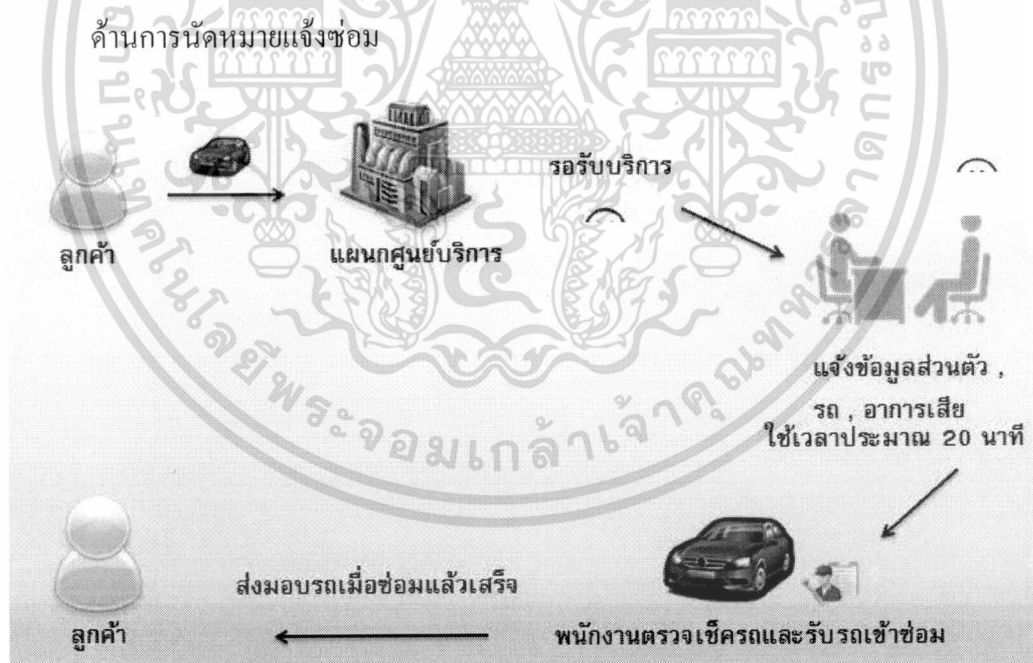 ด้านการนัดหมายแจ้งซ่อม
รอรับบริการ
ลูกค้า
แผนกศูนย์บริการ
แจ้งข้อมูลส่วนตัว ,
รถ , อาการเสีย
ใช้เวลาประมาณ 20 นาที
ส่งมอบรถเมื่อซ่อมแล้วเสร็จ
ลูกค้า
พนักงานตรวจเช็ครถและรับรถเข้าซ่อม